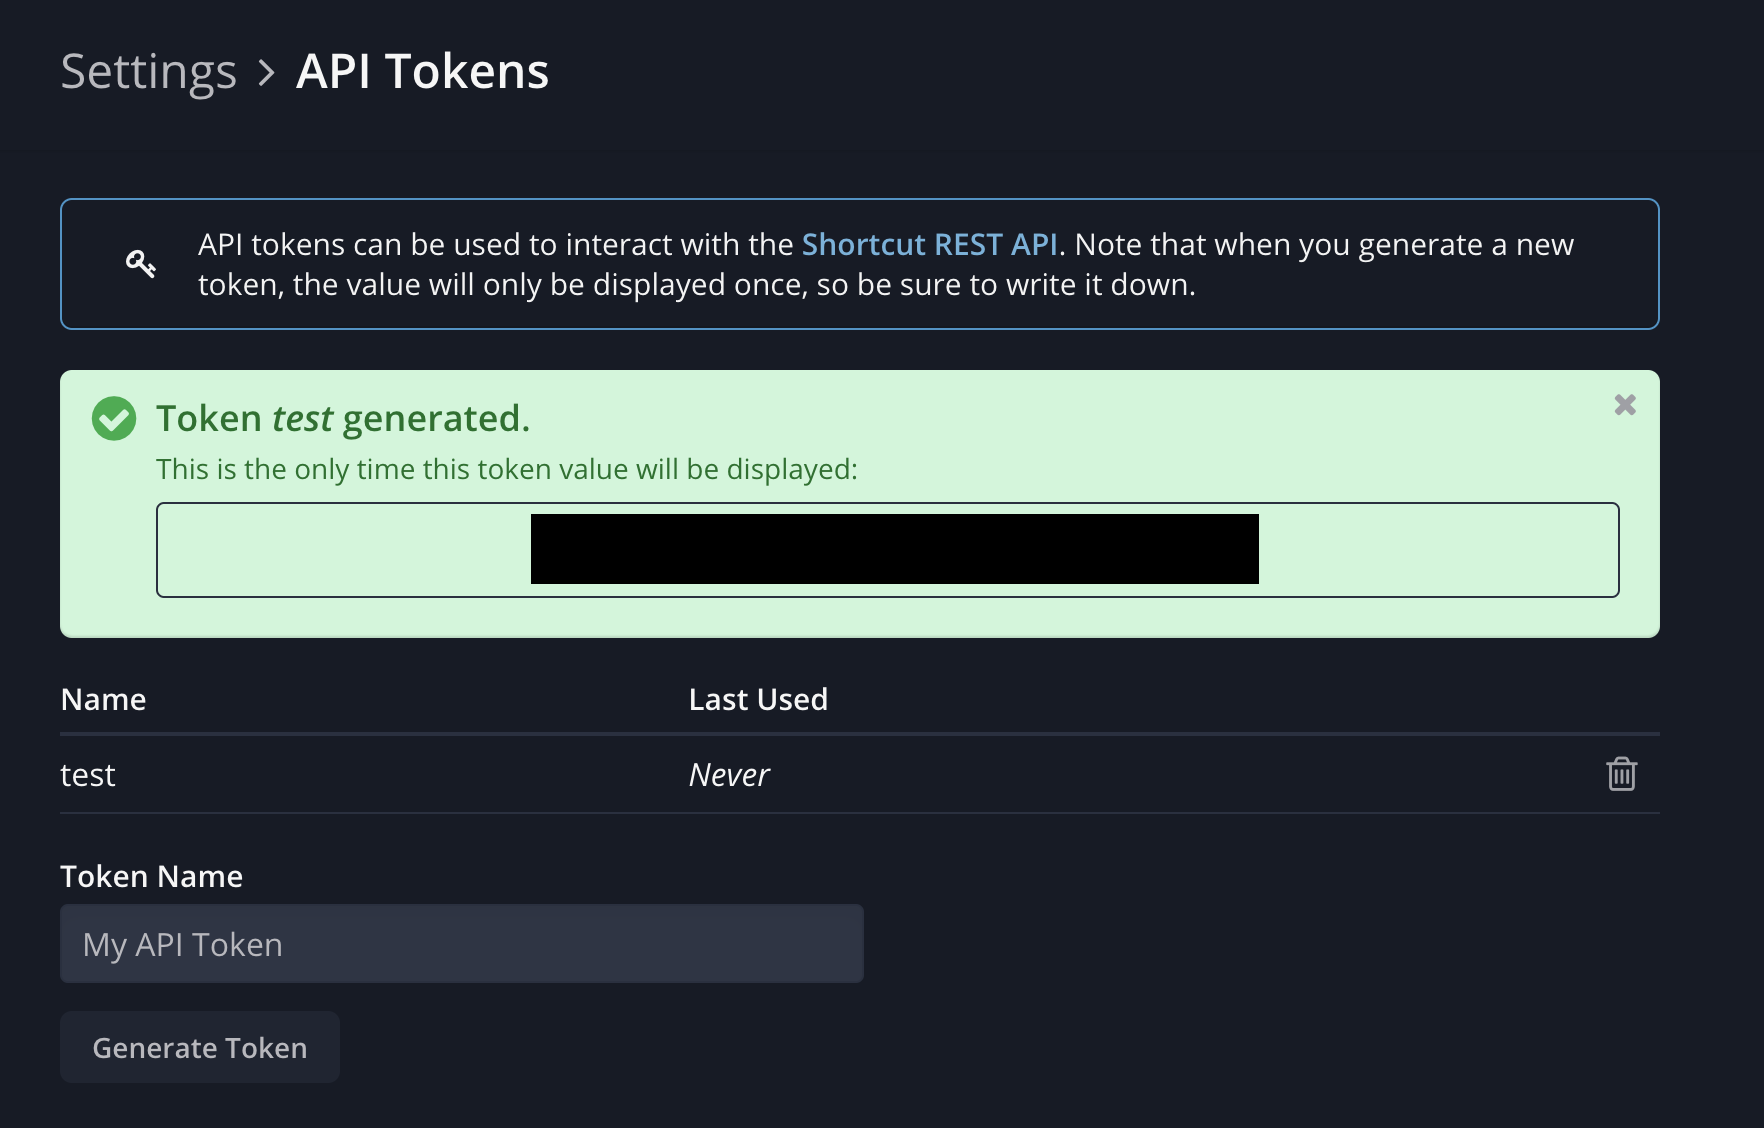 Settings > API Tokens
API tokens can be used to interact with the Shortcut REST API. Note that when you generate a new
token, the value will only be displayed once, so be sure to write it down.
Token test generated.
This is the only time this token value will be displayed:
Name Last Used
test Never
Token Name
My API Token
Generate Token